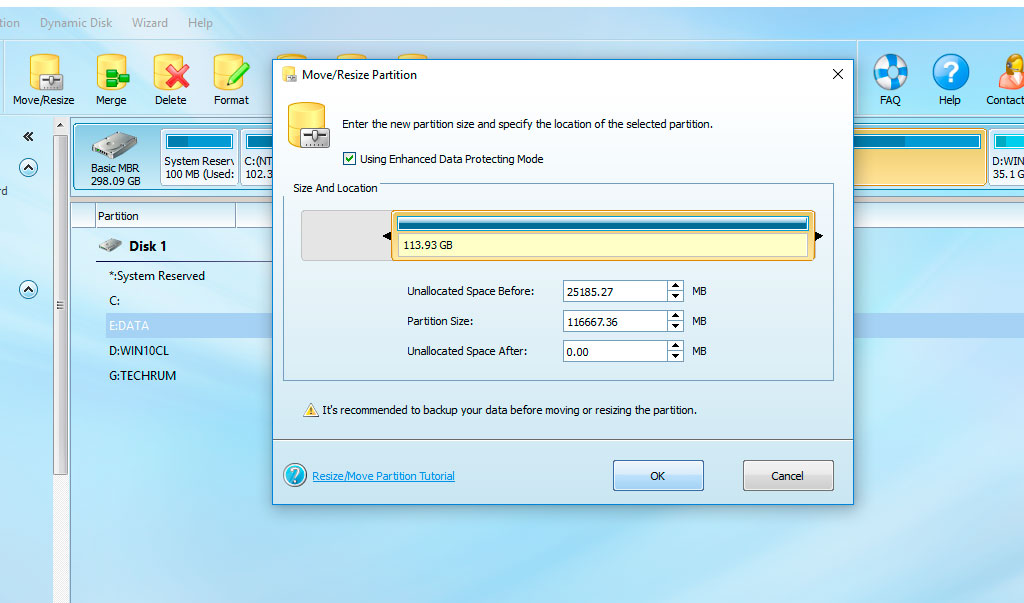 tion Dynamic Disk Wizard Help
Move/Resize Merge Delete Format FAQ Help Contact
Move/Resize Partition
Enter the new partition size and specify the location of the selected partition.
Using Enhanced Data Protecting Mode
Size And Location
113.93 GB
Unallocated Space Before: 25185.27 MB
Partition Size: 116667.36 MB
Unallocated Space After: 0.00 MB
It's recommended to backup your data before moving or resizing the partition.
Resize/Move Partition Tutorial
OK Cancel
rd
Basic MBR
298.09 GB
System Reserv
100 MB (Used:
C:(NT
102.3
D:WIN
35.1 G
Partition
Disk 1
*:System Reserved
C:
E:DATA
D:WIN10CL
G:TECHRUM